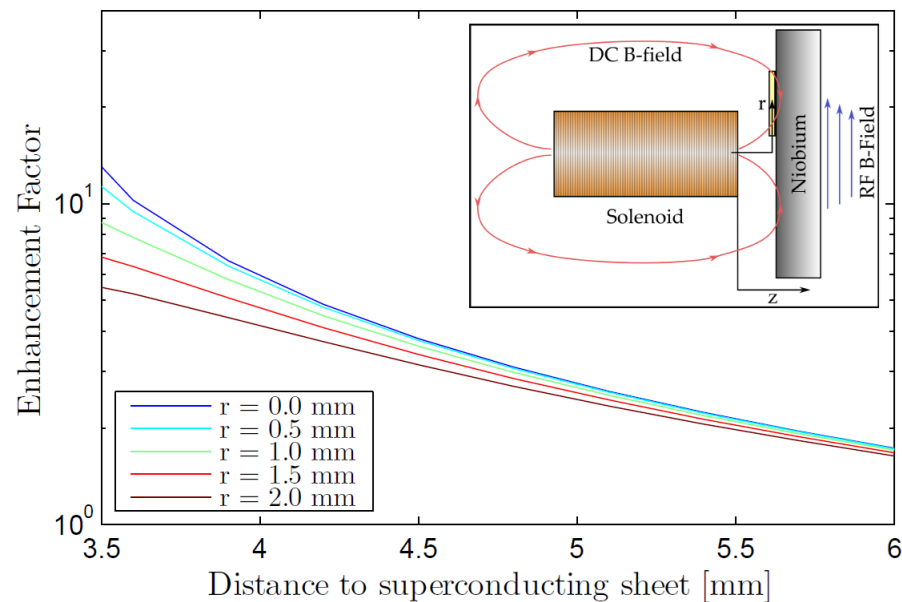 Enhancement Factor
10^1
10^0
3.5
4
4.5
5
5.5
6
Distance to superconducting sheet [mm]
r = 0.0 mm
r = 0.5 mm
r = 1.0 mm
r = 1.5 mm
r = 2.0 mm
DC B-field
r
Solenoid
Niobium
RF B-Field
z